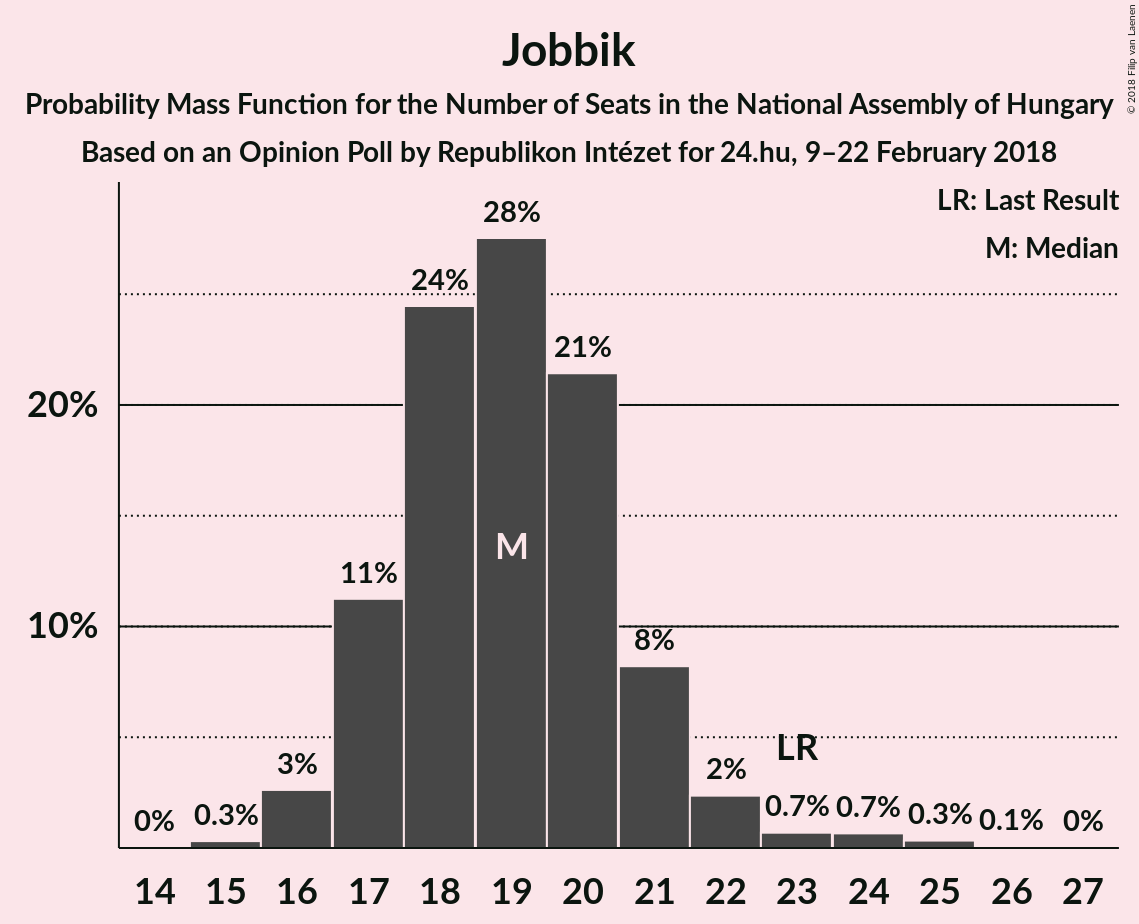 Jobbik
Probability Mass Function for the Number of Seats in the National Assembly of Hungary
Based on an Opinion Poll by Republikon Intézet for 24.hu, 9–22 February 2018
© 2018 Filip van Laenen
LR: Last Result
M: Median
20%
10%
0%
0.3%
3%
11%
24%
28%
21%
8%
2%
0.7%
0.7%
0.3%
0.1%
0%
M
LR
14 15 16 17 18 19 20 21 22 23 24 25 26 27